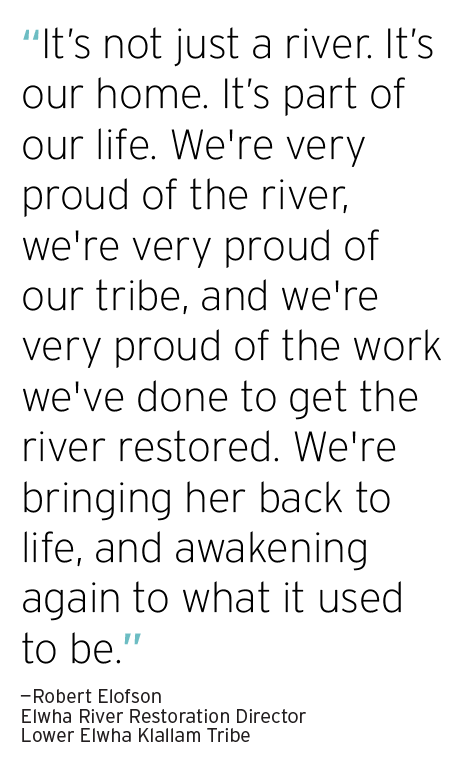 “It’s not just a river. It’s
our home. It’s part of
our life. We're very
proud of the river,
we're very proud of
our tribe, and we're
very proud of the work
we've done to get the
river restored. We're
bringing her back to
life, and awakening
again to what it used
to be.”
—Robert Elofson
Elwha River Restoration Director
Lower Elwha Klallam Tribe